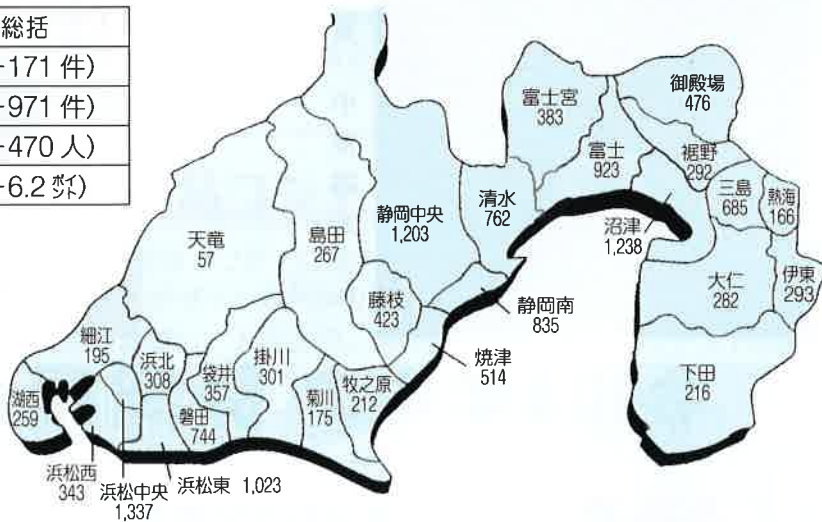 総括
-171 件)
-971 件)
-470 人)
-6.2 ポイント)
御殿場
476
富士宮
383
富士
923
裾野
292
三島
685
熱海
166
清水
762
静岡中央
1,203
沼津
1,238
天竜
57
島田
267
大仁
282
伊東
293
藤枝
423
静岡南
835
焼津
514
下田
216
細江
195
浜北
308
袋井
357
掛川
301
湖西
259
磐田
744
菊川
175
牧之原
212
浜松西
343
浜松中央
1,337
浜松東 1,023